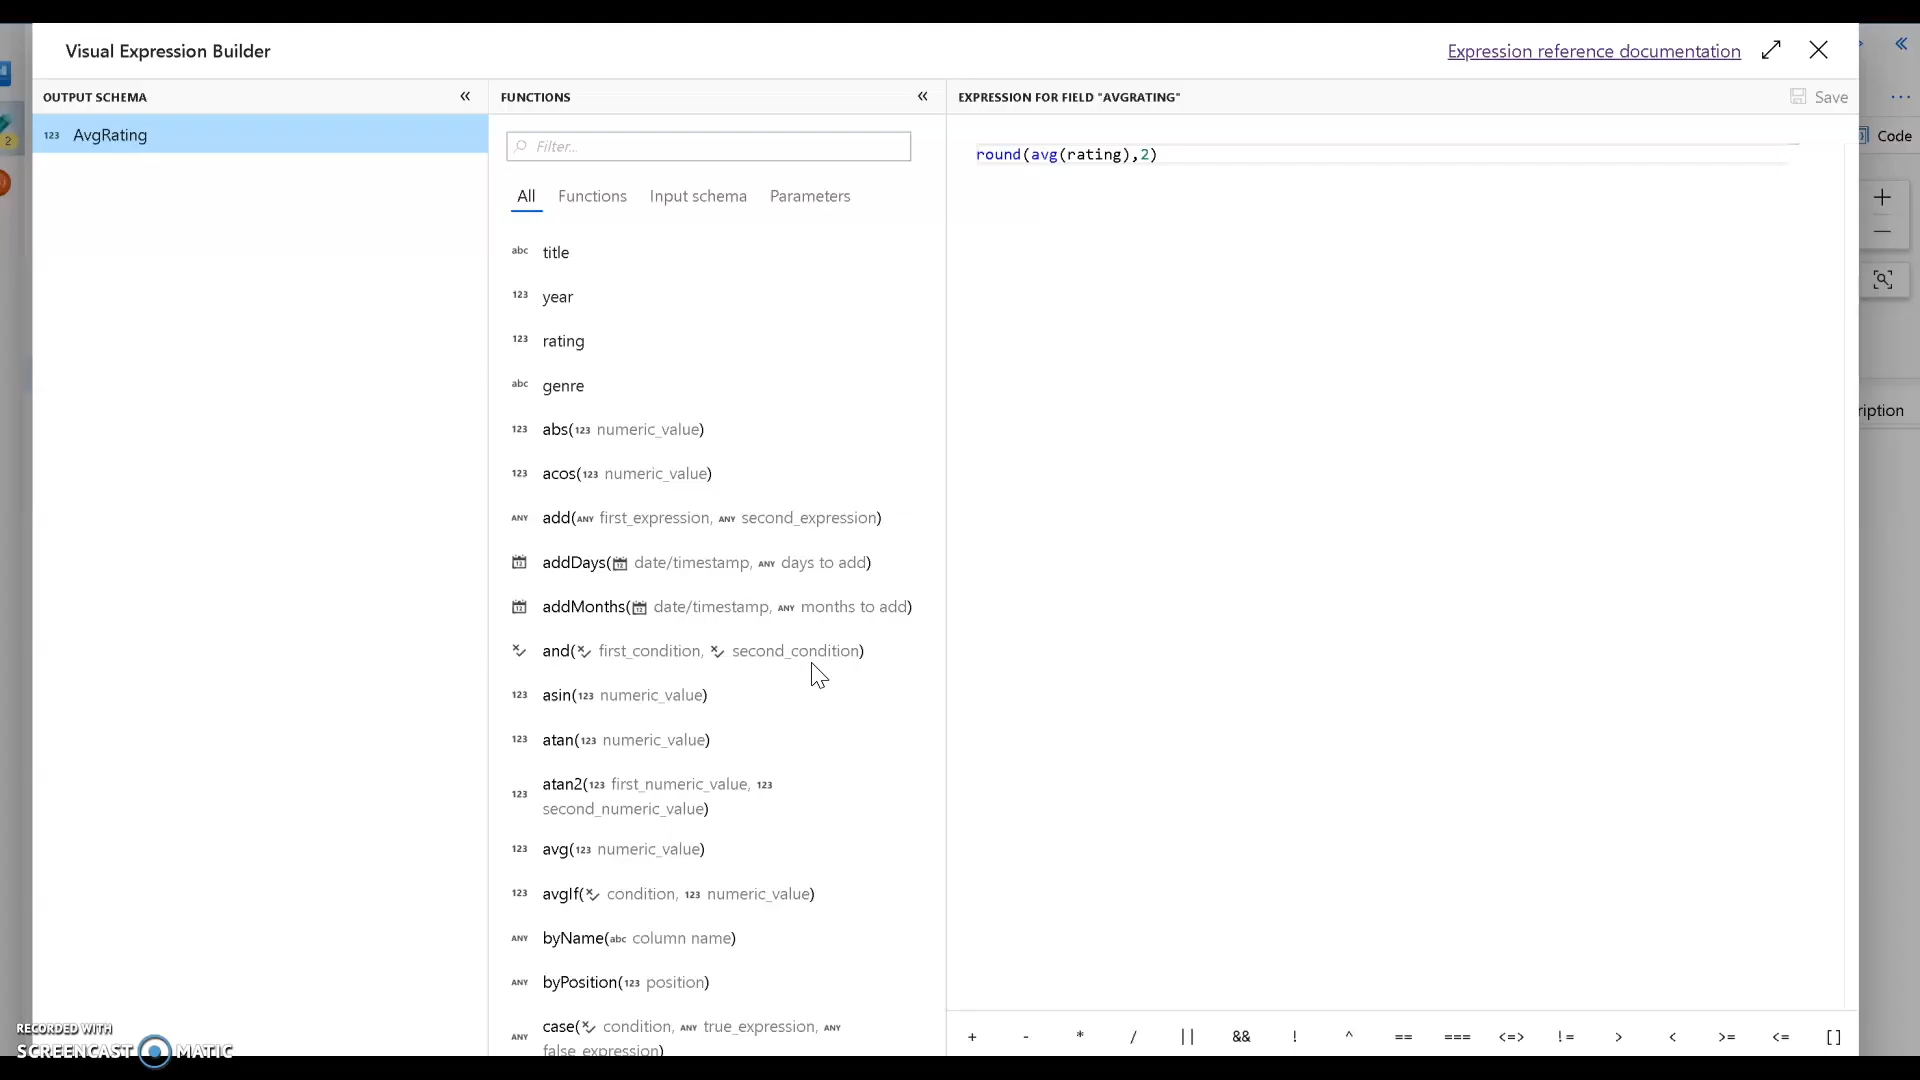 Visual Expression Builder
Expression reference documentation
OUTPUT SCHEMA
FUNCTIONS
EXPRESSION FOR FIELD "AVGRATING"
Save
123 AvgRating
Filter...
Code
round(avg(rating),2)
All Functions Input schema Parameters
abc title
123 year
123 rating
abc genre
ription
123 abs(123 numeric_value)
123 acos(123 numeric_value)
ANY add(ANY first_expression, ANY second_expression)
addDays( date/timestamp, ANY days to add)
addMonths( date/timestamp, ANY months to add)
and( first_condition, second_condition)
123 asin(123 numeric_value)
123 atan(123 numeric_value)
123 atan2(123 first_numeric_value, 123
second_numeric_value)
123 avg(123 numeric_value)
123 avgIf( condition, 123 numeric_value)
ANY byName(abc column name)
ANY byPosition(123 position)
ANY case( condition, ANY true_expression, ANY
false_expression)
+ - * / || && ! ^ == === <=> != > < >= <= []
2
RECORDED WITH
SCREENCAST MATIC